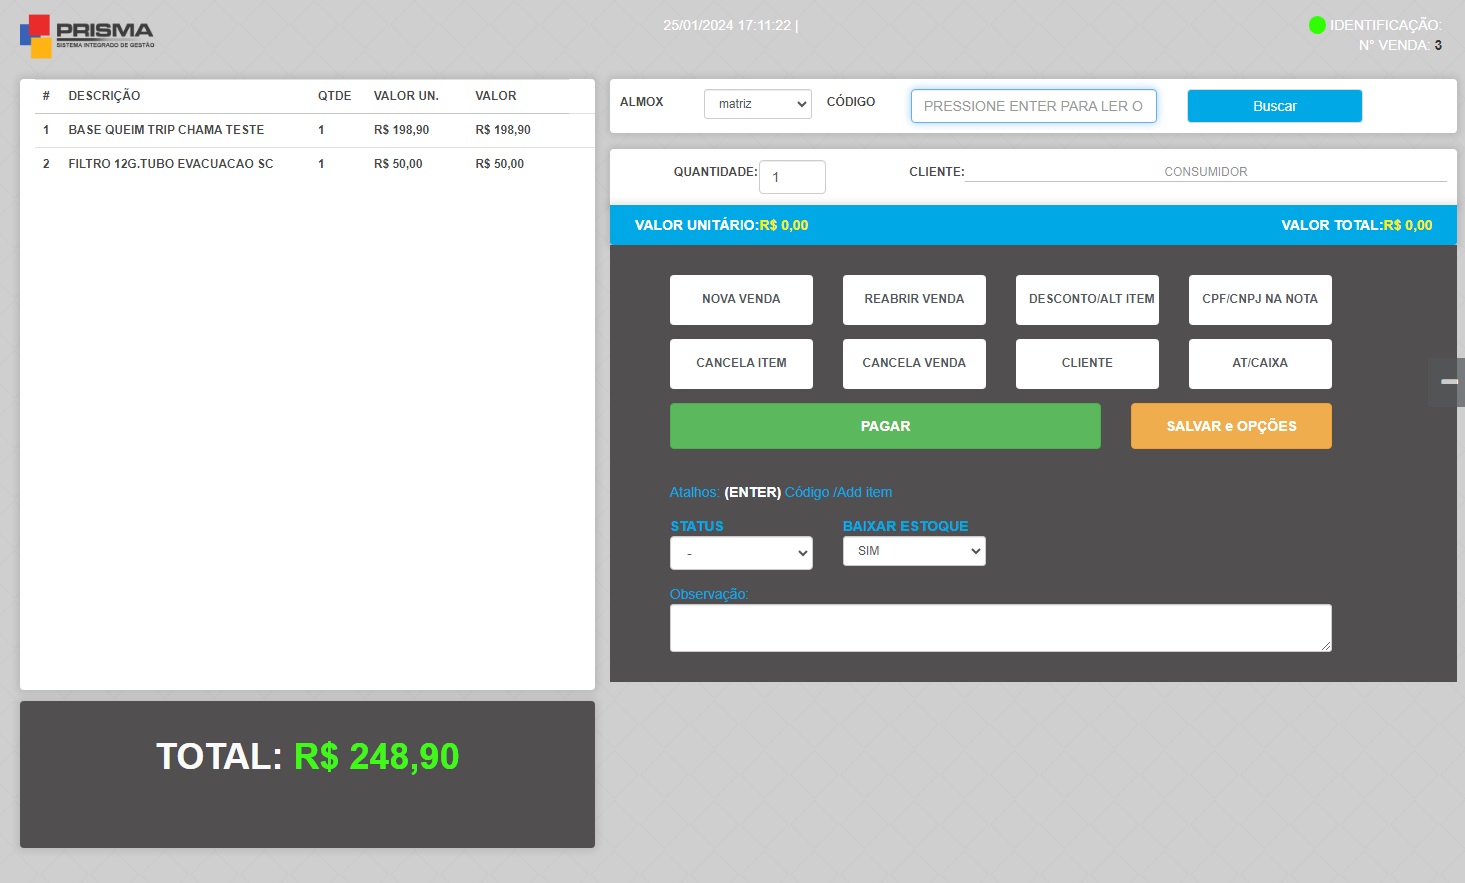 PRISMA
SISTEMA INTEGRADO DE GESTÃO
25/01/2024 17:11:22 |
IDENTIFICAÇÃO:
N° VENDA: 3
# DESCRIÇÃO QTDE VALOR UN. VALOR
1 BASE QUEIM TRIP CHAMA TESTE 1 R$ 198,90 R$ 198,90
2 FILTRO 12G.TUBO EVACUACAO SC 1 R$ 50,00 R$ 50,00
TOTAL: R$ 248,90
ALMOX matriz CÓDIGO PRESSIONE ENTER PARA LER O Buscar
QUANTIDADE: 1 CLIENTE: CONSUMIDOR
VALOR UNITÁRIO:R$ 0,00 VALOR TOTAL:R$ 0,00
NOVA VENDA REABRIR VENDA DESCONTO/ALT ITEM CPF/CNPJ NA NOTA
CANCELA ITEM CANCELA VENDA CLIENTE AT/CAIXA
PAGAR SALVAR e OPÇÕES
Atalhos: (ENTER) Código /Add item
STATUS BAIXAR ESTOQUE
- SIM
Observação: